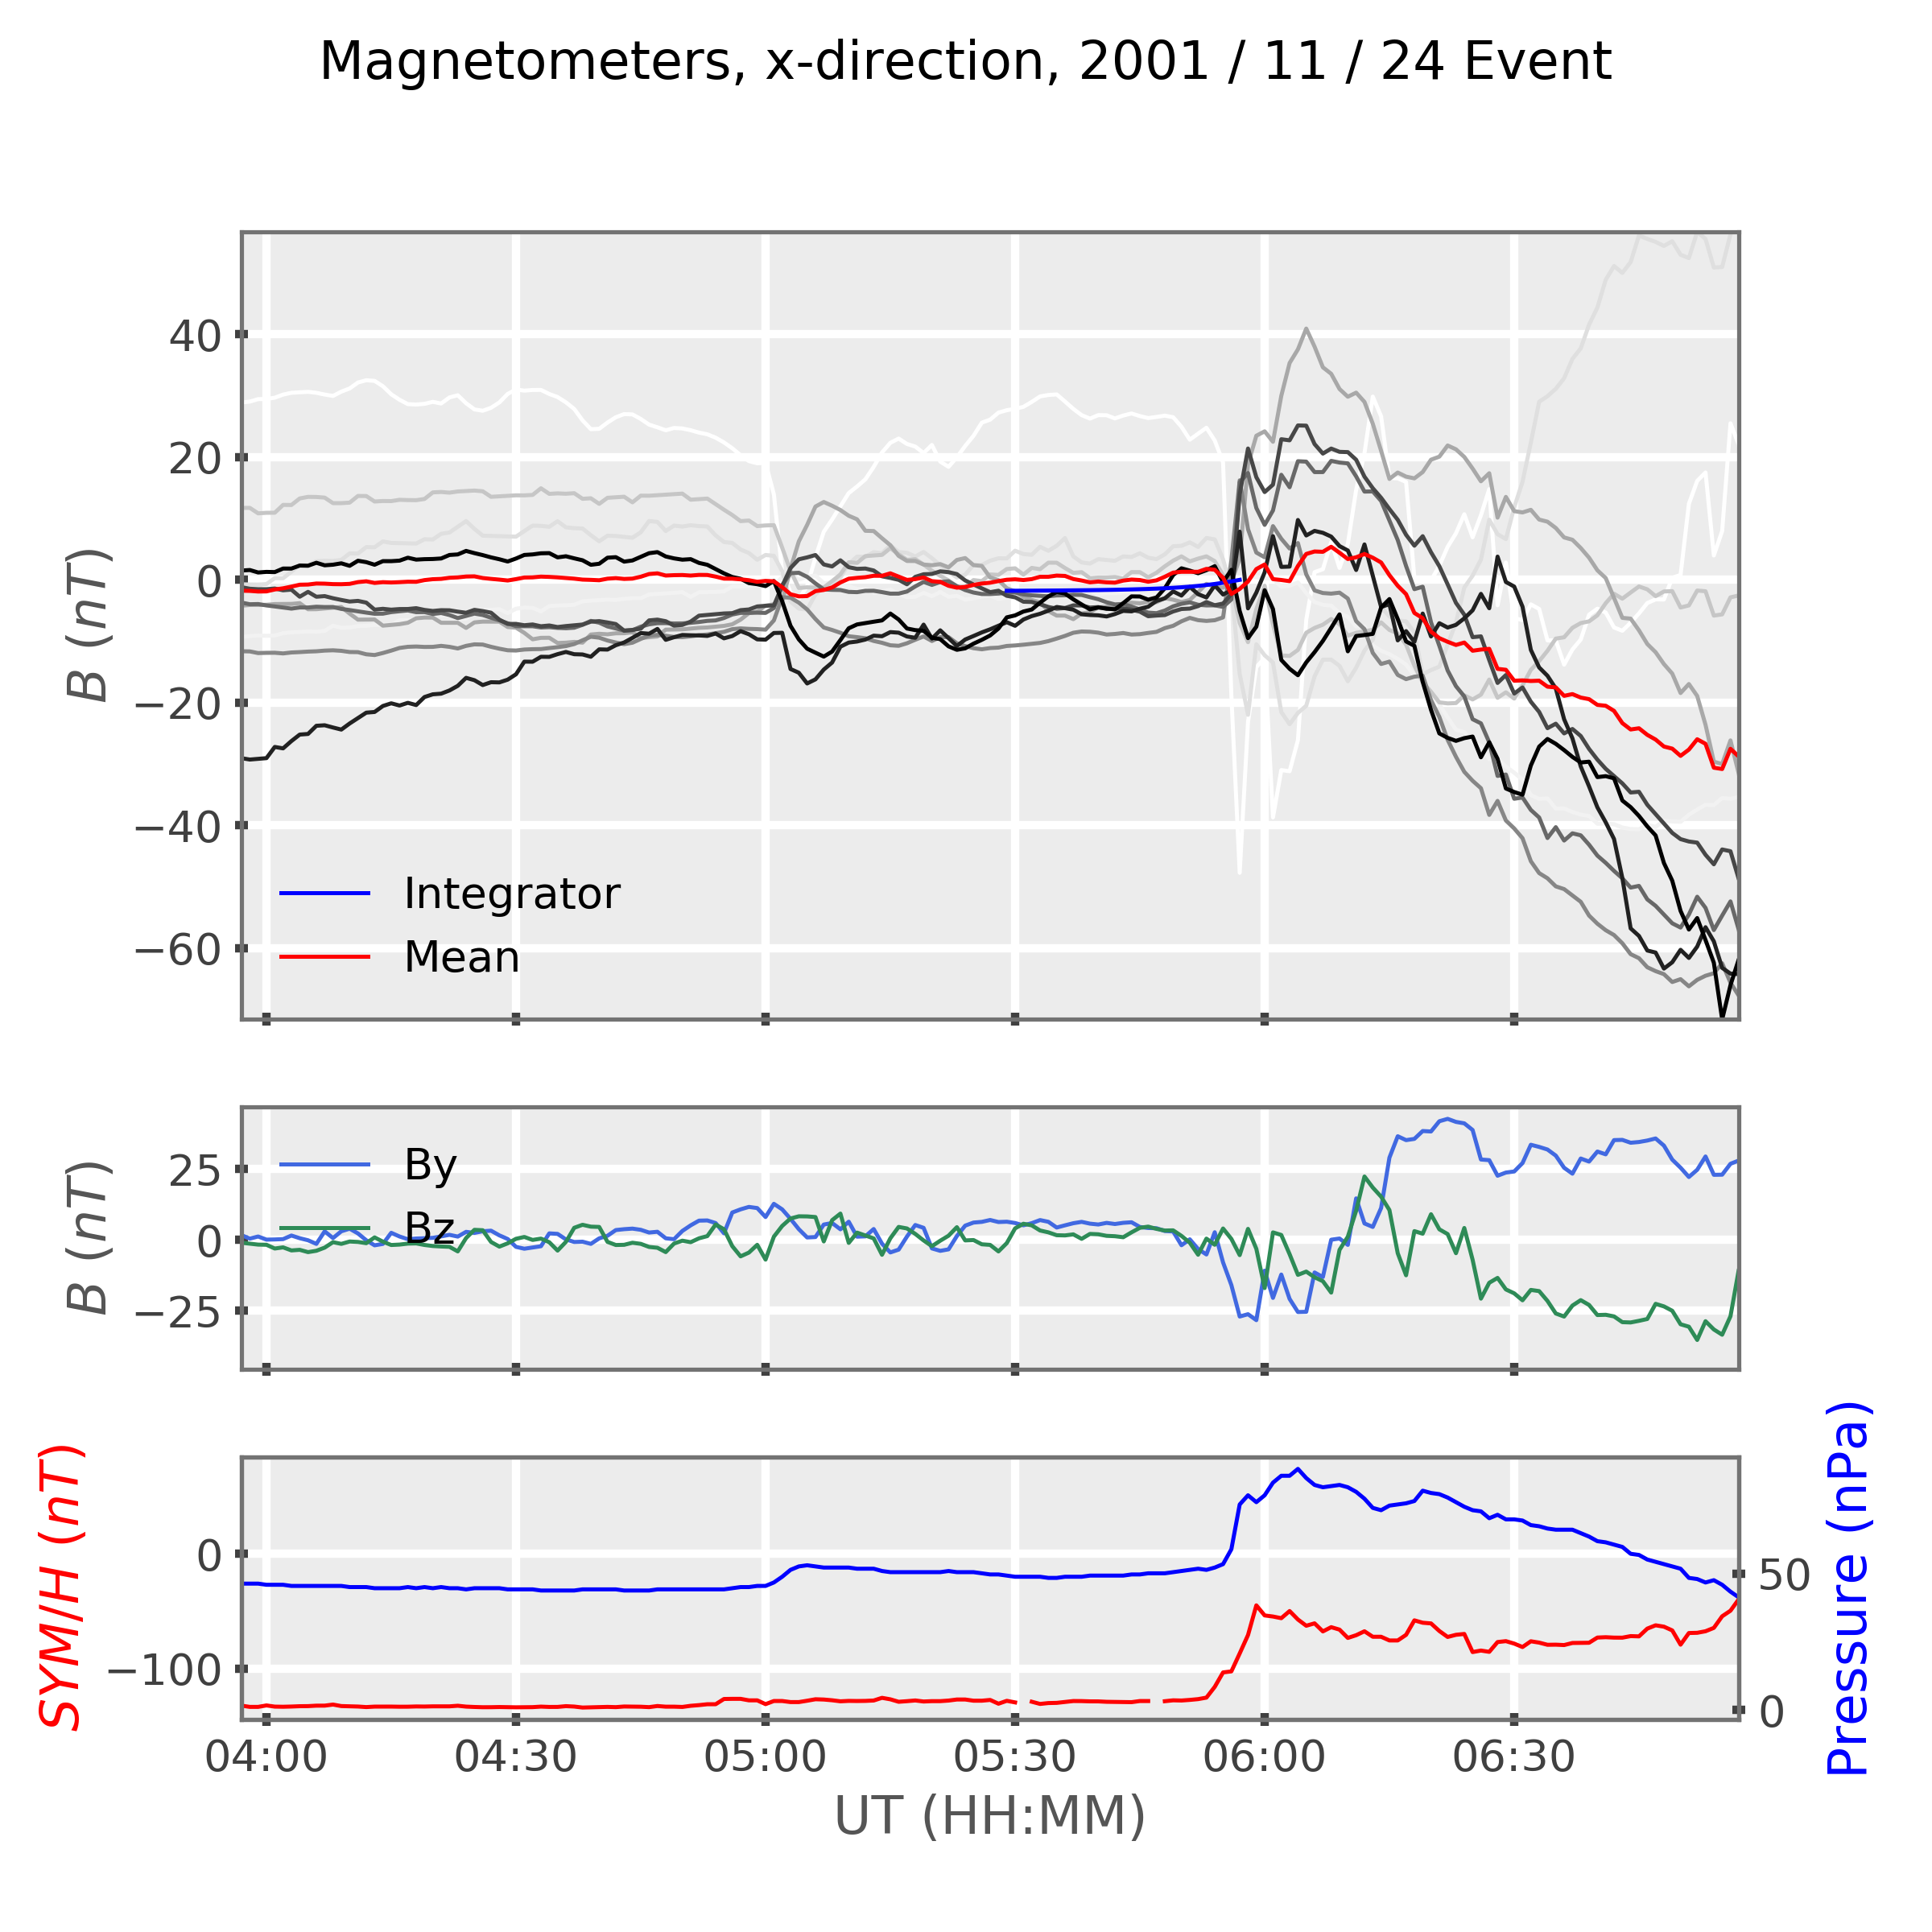 Magnetometers, x-direction, 2001 / 11 / 24 Event
B (nT)
40
20
0
−20
−40
−60
Integrator
Mean
B (nT)
25
0
−25
By
Bz
SYM/H (nT)
0
−100
50
0
Pressure (nPa)
04:00 04:30 05:00 05:30 06:00 06:30
UT (HH:MM)